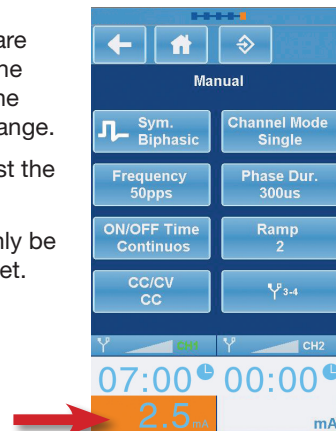 are
ne
ne
ange.
st the
nly be
et.
Manual
Sym.
Biphasic
Channel Mode
Single
Frequency
50pps
Phase Dur.
300us
ON/OFF Time
Continuos
Ramp
2
CC/CV
CC
3-4
CH1
CH2
07:00
00:00
2.5 mA
mA